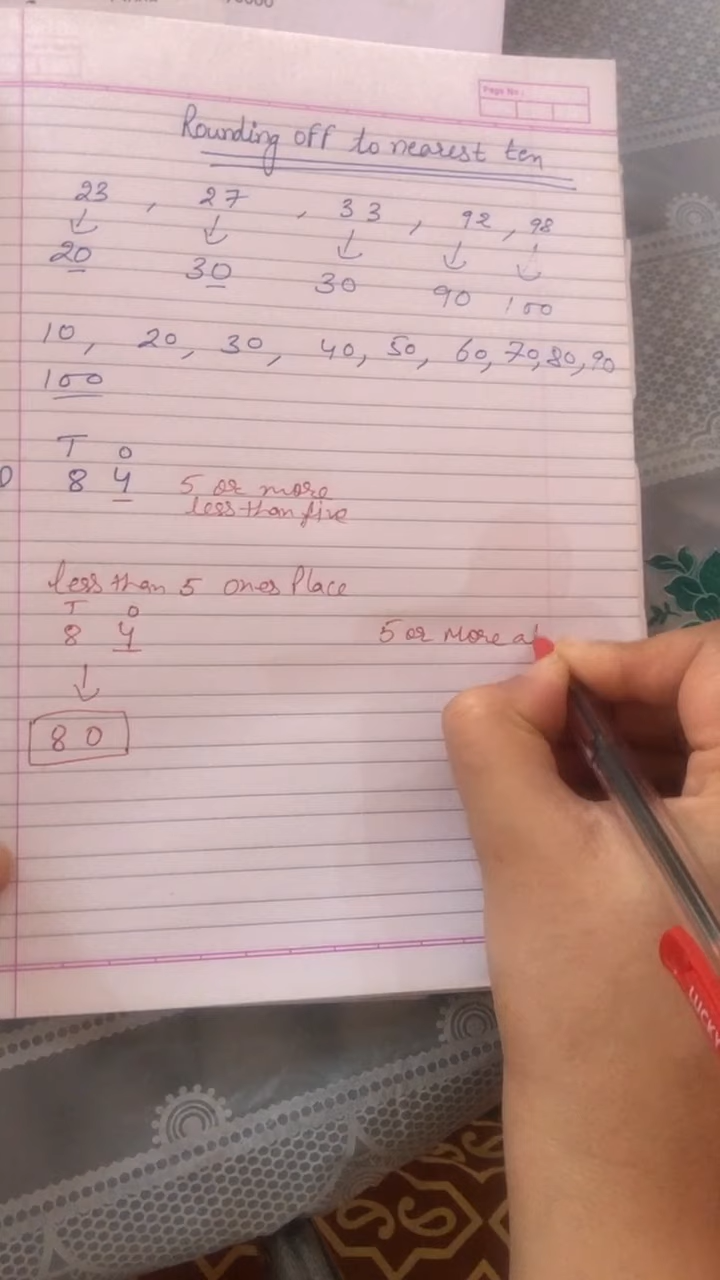 Page No :
Rounding off to nearest ten
23 , 27 , 33 , 92 , 98
↓ ↓ ↓ ↓ ↓
20 30 30 90 100
10, 20, 30, 40, 50, 60, 70, 80, 90
100
T O
8 4 5 or more
less than five
less than 5 ones Place
T O
8 4 5 or more a
↓
80
LUCKY